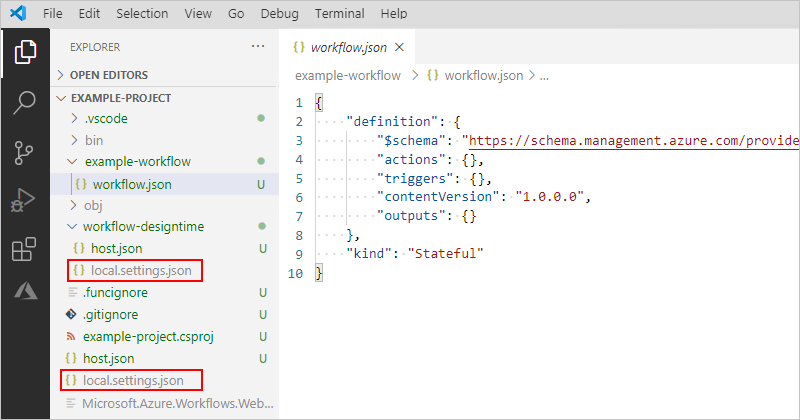 File Edit Selection View Go Debug Terminal Help
EXPLORER ...
OPEN EDITORS
EXAMPLE-PROJECT
.vscode
bin
example-workflow
{} workflow.json U
obj
workflow-designtime
{} host.json U
{} local.settings.json
.funcignore U
.gitignore U
example-project.csproj U
{} host.json U
{} local.settings.json
Microsoft.Azure.Workflows.Web...
{} workflow.json ×
example-workflow > {} workflow.json > ...
1 {
2 "definition": {
3 "$schema": "https://schema.management.azure.com/provide
4 "actions": {},
5 "triggers": {},
6 "contentVersion": "1.0.0.0",
7 "outputs": {}
8 },
9 "kind": "Stateful"
10 }